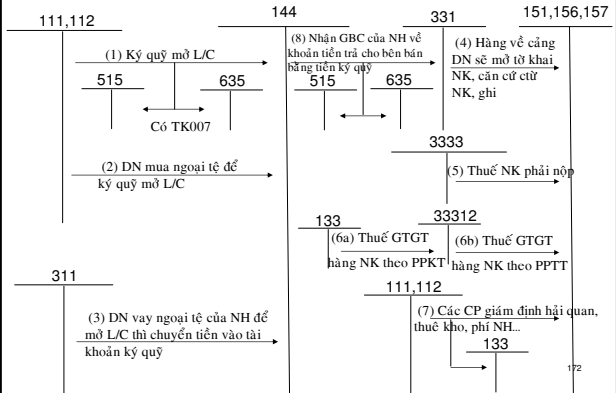 111,112
144
331
151,156,157
(1) Ký quỹ mở L/C
(8) Nhận GBC của NH về
khoản tiền trả cho bên bán
bằng tiền ký quỹ
(4) Hàng về cảng
DN sẽ mở tờ khai
NK, căn cứ ctừ
NK, ghi
515
635
515
635
Có TK007
3333
(2) DN mua ngoại tệ để
ký quỹ mở L/C
(5) Thuế NK phải nộp
133
33312
(6a) Thuế GTGT
hàng NK theo PPKT
(6b) Thuế GTGT
hàng NK theo PPTT
311
111,112
(3) DN vay ngoại tệ của NH để
mở L/C thì chuyển tiền vào tài
khoản ký quỹ
(7) Các CP giám định hải quan,
thuê kho, phí NH...
133
172